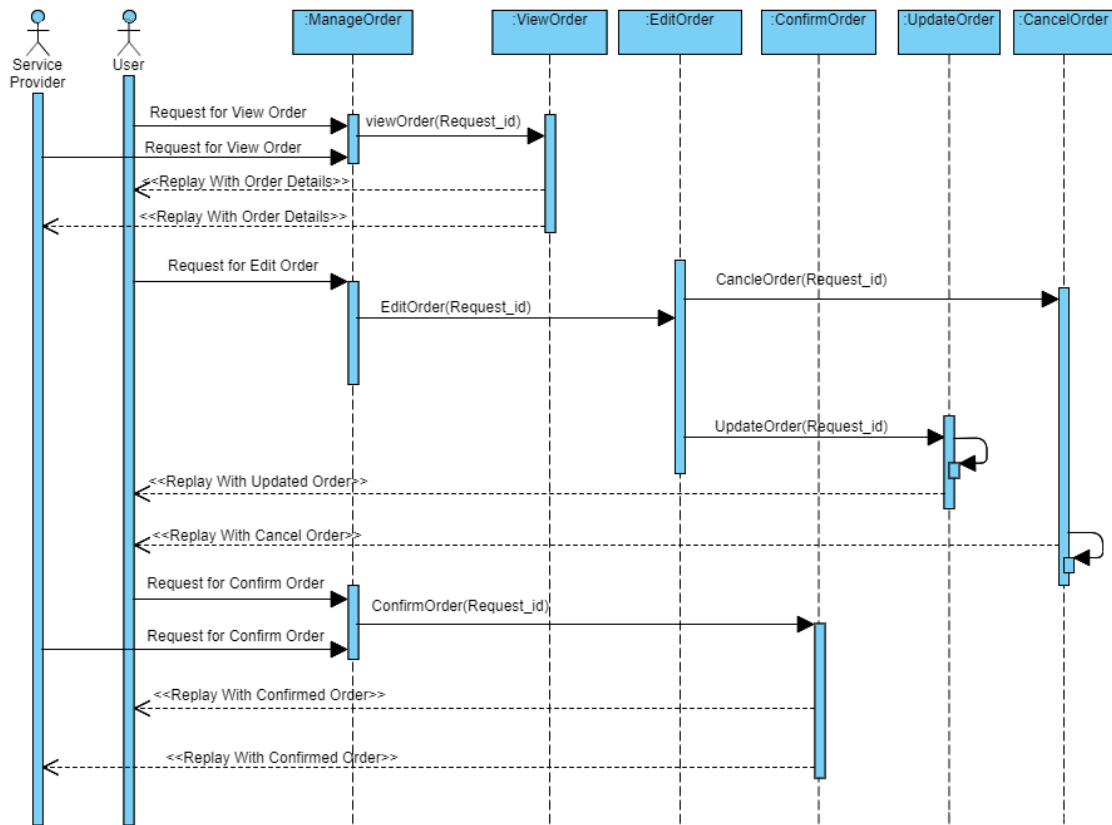 :ManageOrder
:ViewOrder
:EditOrder
:ConfirmOrder
:UpdateOrder
:CancelOrder
Service
Provider
User
Request for View Order
viewOrder(Request_id)
Request for View Order
<<Replay With Order Details>>
<<Replay With Order Details>>
Request for Edit Order
CancleOrder(Request_id)
EditOrder(Request_id)
UpdateOrder(Request_id)
<<Replay With Updated Order>>
<<Replay With Cancel Order>>
Request for Confirm Order
ConfirmOrder(Request_id)
Request for Confirm Order
<<Replay With Confirmed Order>>
<<Replay With Confirmed Order>>